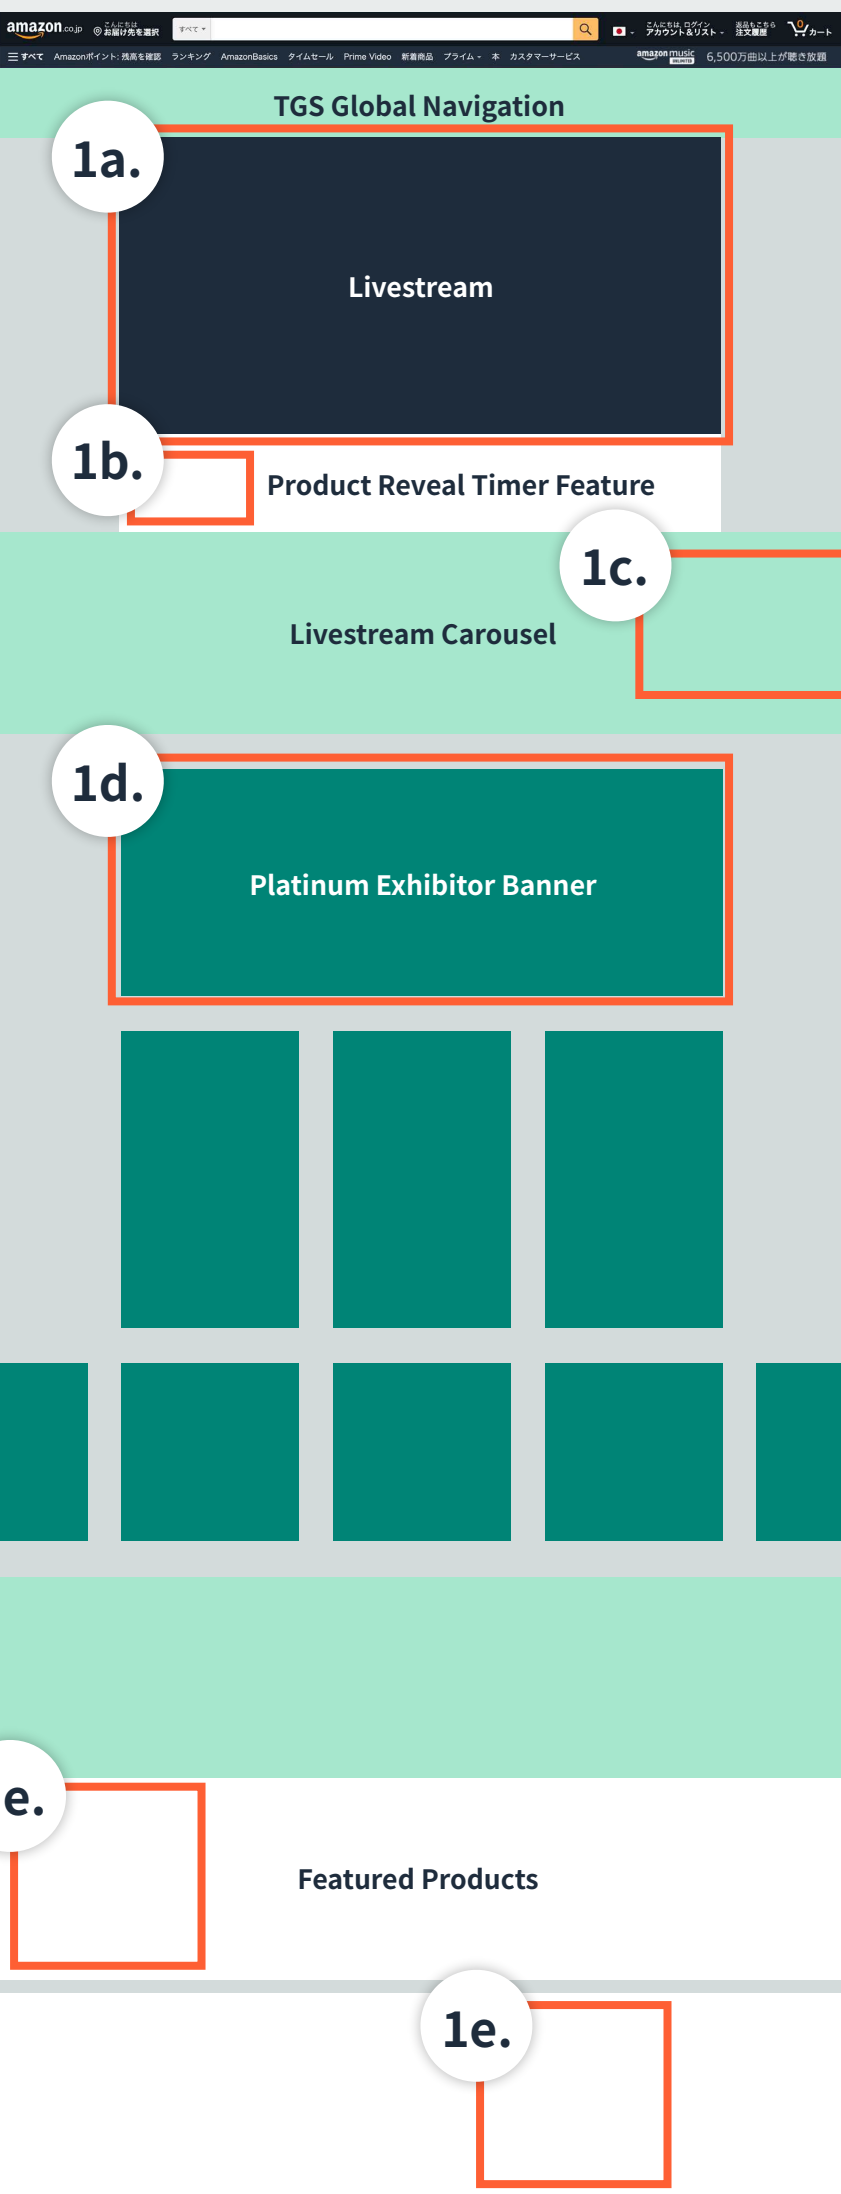 amazon.co.jp
こんにちは
お届け先を選択
すべて
こんにちは, ログイン
アカウント&リスト
返品もこちら
注文履歴
0
カート
すべて Amazonポイント: 残高を確認 ランキング AmazonBasics タイムセール Prime Video 新着商品 プライム 本 カスタマーサービス
amazon music UNLIMITED 6,500万曲以上が聴き放題
TGS Global Navigation
1a.
Livestream
1b.
Product Reveal Timer Feature
1c.
Livestream Carousel
1d.
Platinum Exhibitor Banner
e.
Featured Products
1e.